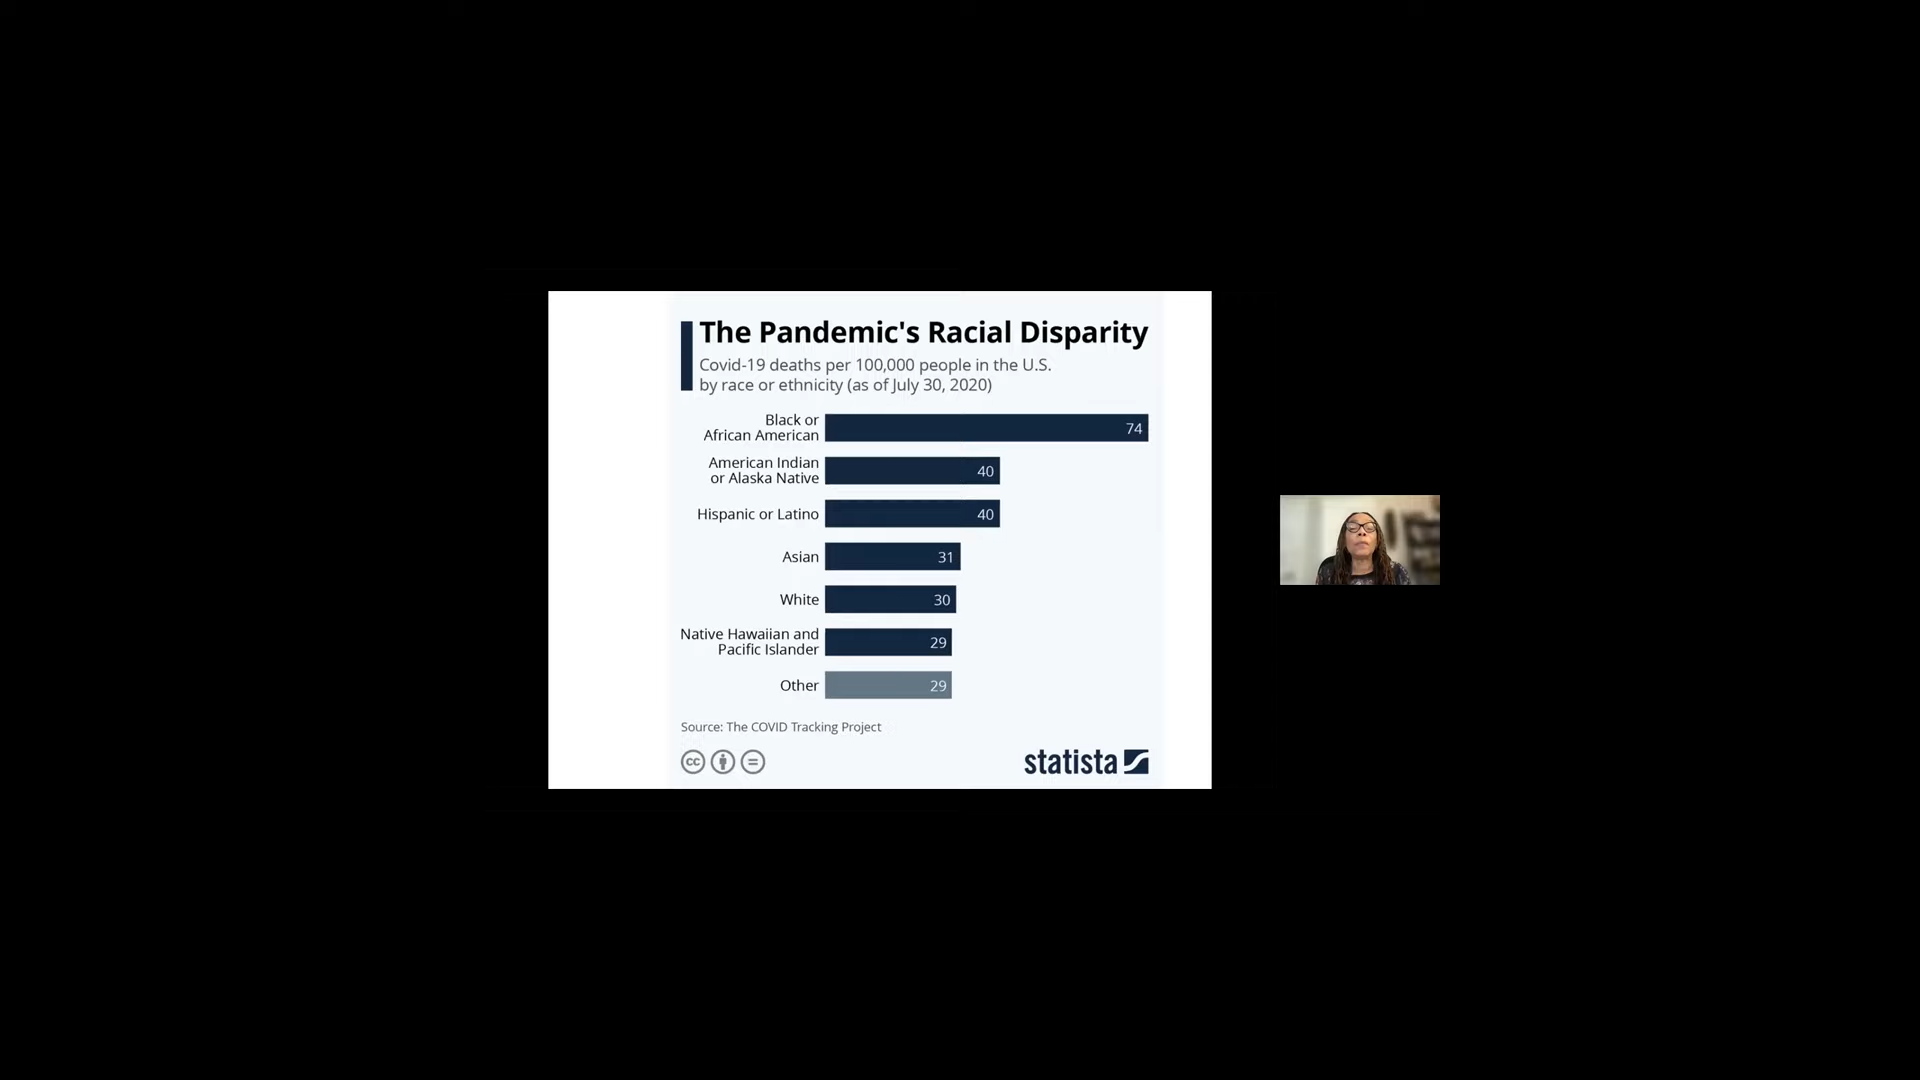 The Pandemic's Racial Disparity
Covid-19 deaths per 100,000 people in the U.S.
by race or ethnicity (as of July 30, 2020)
Black or
African American
74
American Indian
or Alaska Native
40
Hispanic or Latino
40
Asian
31
White
30
Native Hawaiian and
Pacific Islander
29
Other
29
Source: The COVID Tracking Project
cc
statista